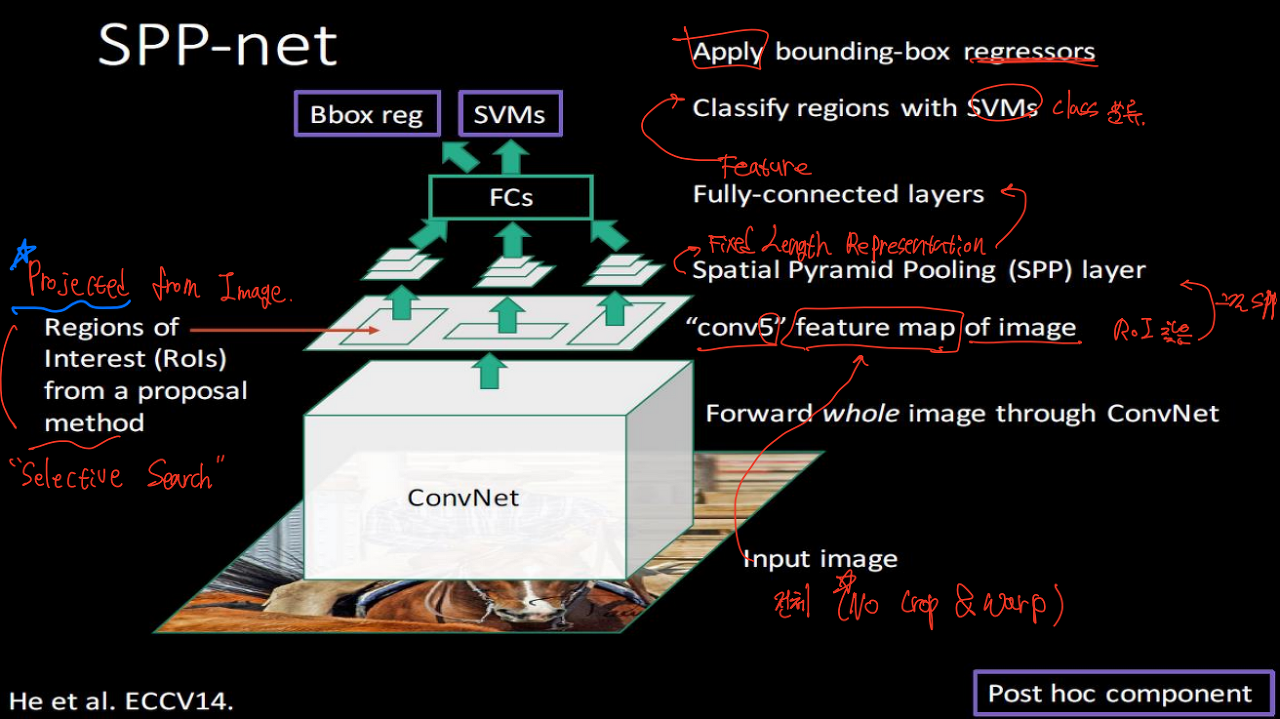 SPP-net
Apply bounding-box regressors
Bbox reg
SVMs
Classify regions with SVMs class 분류.
Feature
FCs
Fully-connected layers
Fixed Length Representation
Spatial Pyramid Pooling (SPP) layer
Projected from Image.
Regions of
Interest (RoIs)
from a proposal
method
"Selective Search"
"conv5" feature map of image
RoI
SPP
Forward whole image through ConvNet
ConvNet
Input image
전체 (No Crop & Warp)
He et al. ECCV14.
Post hoc component